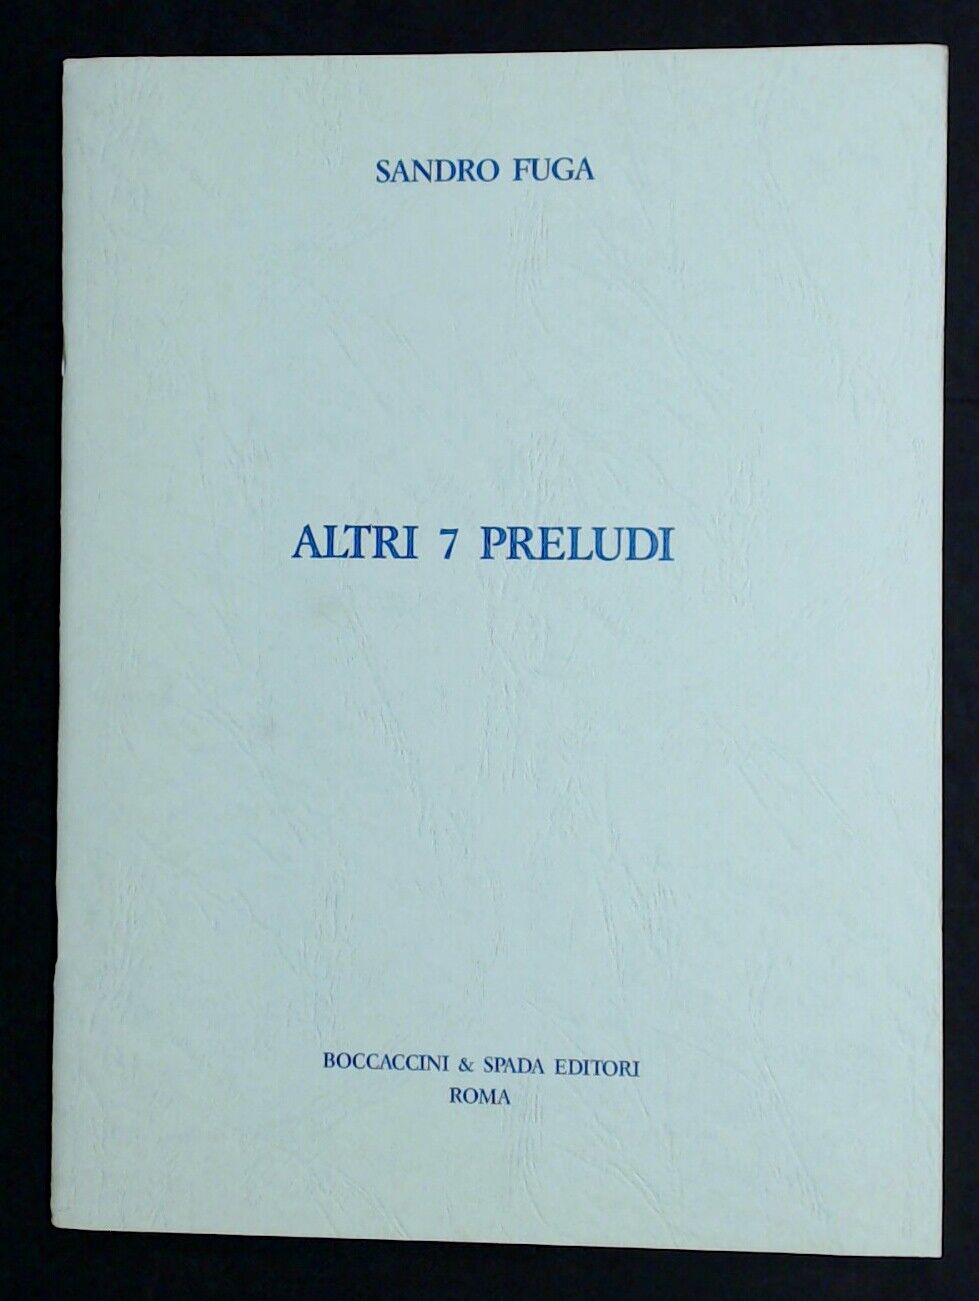 SANDRO FUGA
ALTRI 7 PRELUDI
BOCCACCINI & SPADA EDITORI
ROMA